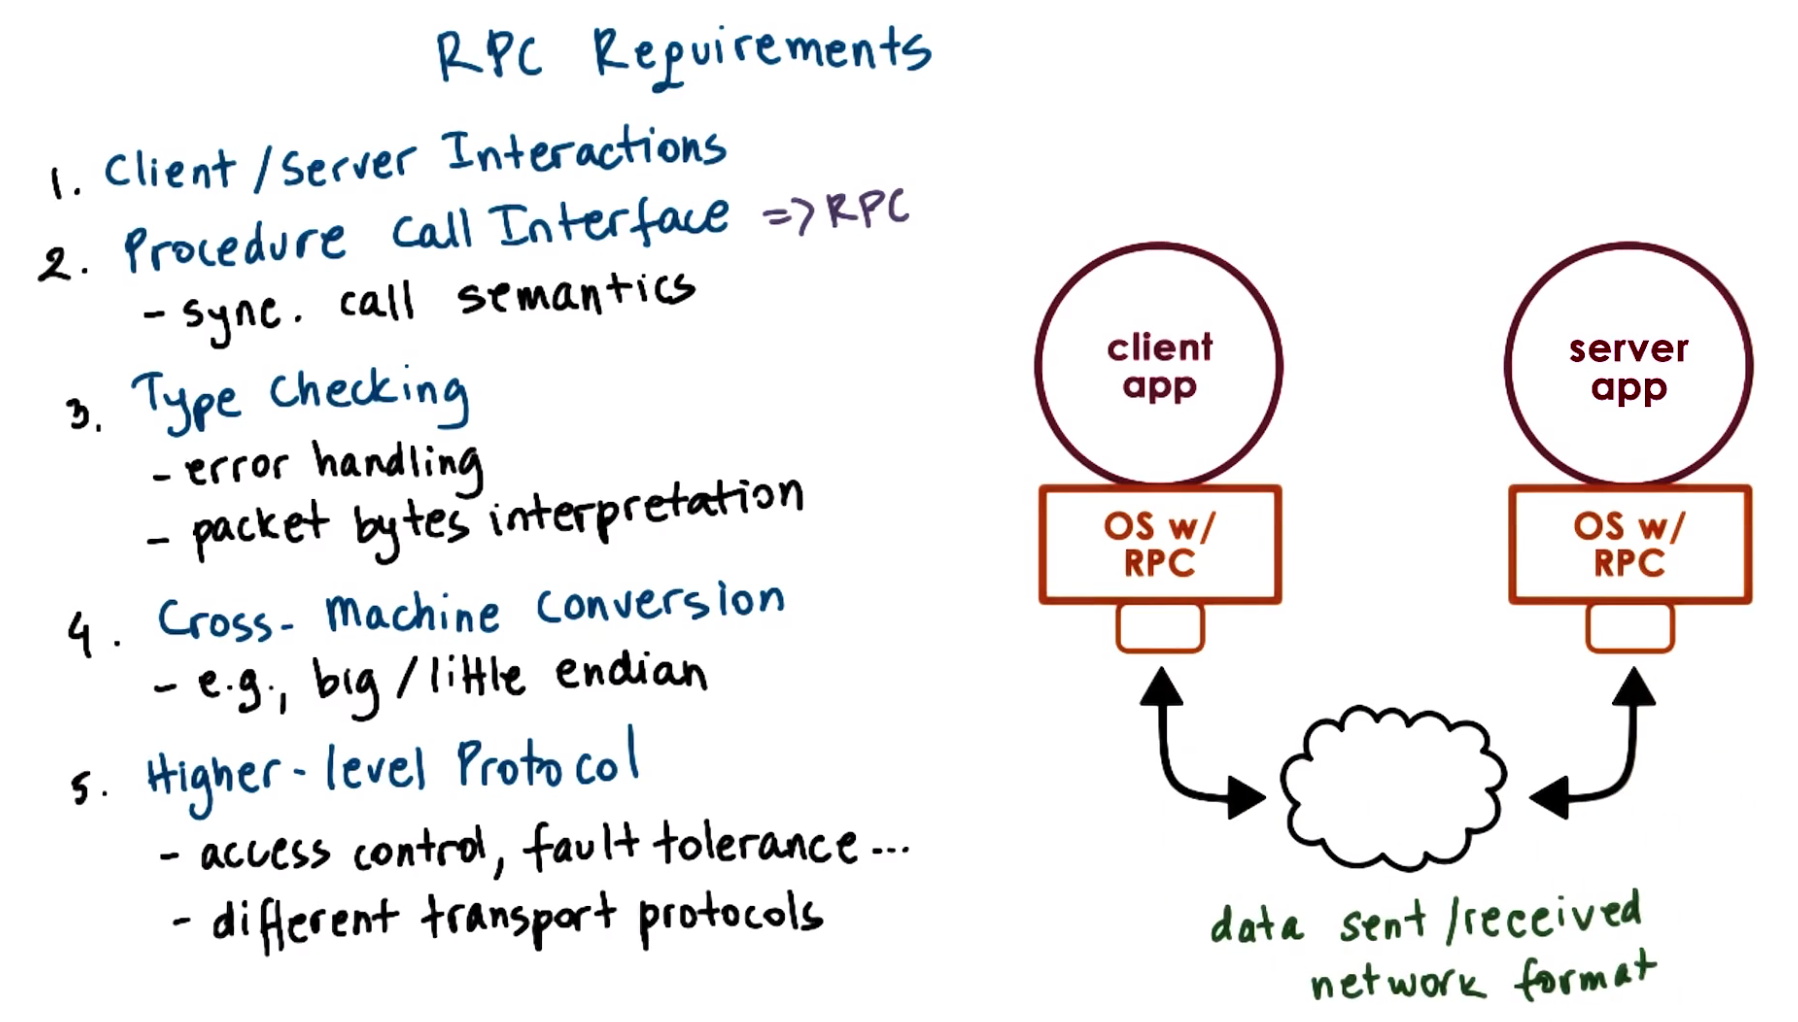 RPC Requirements
1. Client/Server Interactions
2. Procedure Call Interface => RPC
- sync. call semantics
3. Type Checking
- error handling
- packet bytes interpretation
4. Cross-Machine Conversion
- e.g., big/little endian
5. Higher-level Protocol
- access control, fault tolerance...
- different transport protocols
client
app
OS w/
RPC
server
app
OS w/
RPC
data sent/received
network format